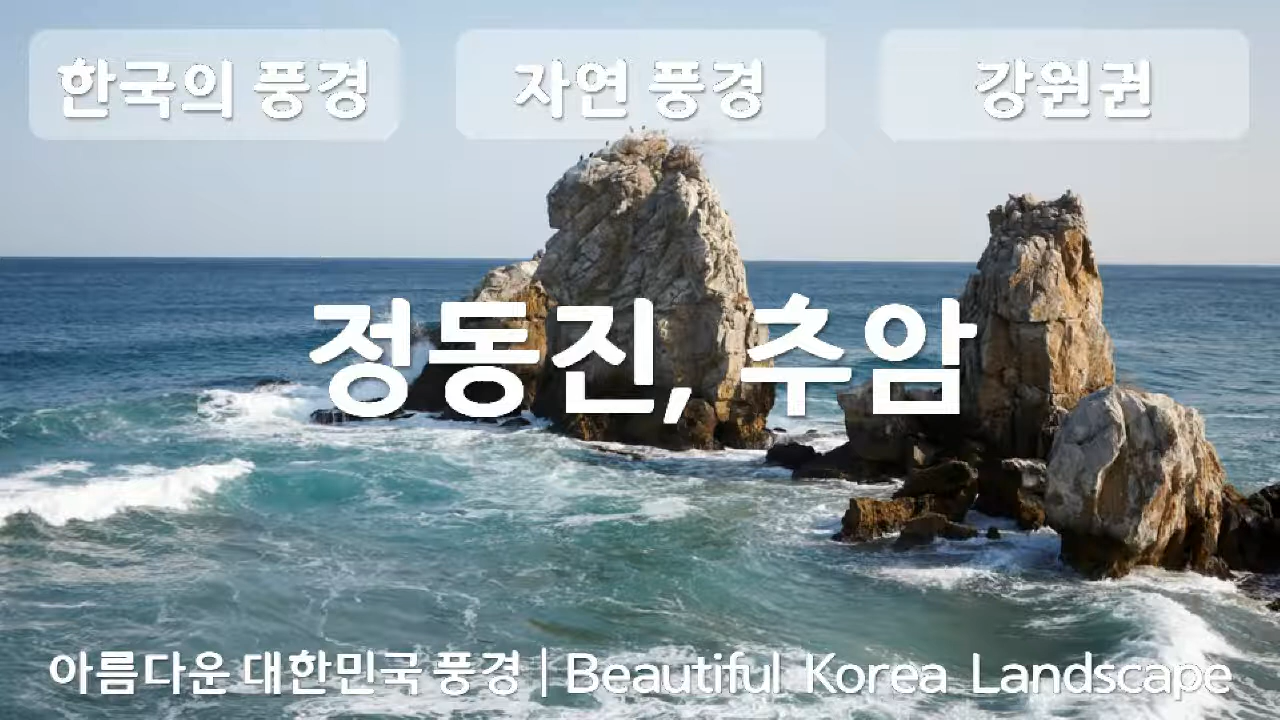 한국의 풍경
자연 풍경
강원권
정동진, 추암
아름다운 대한민국 풍경 | Beautiful Korea Landscape